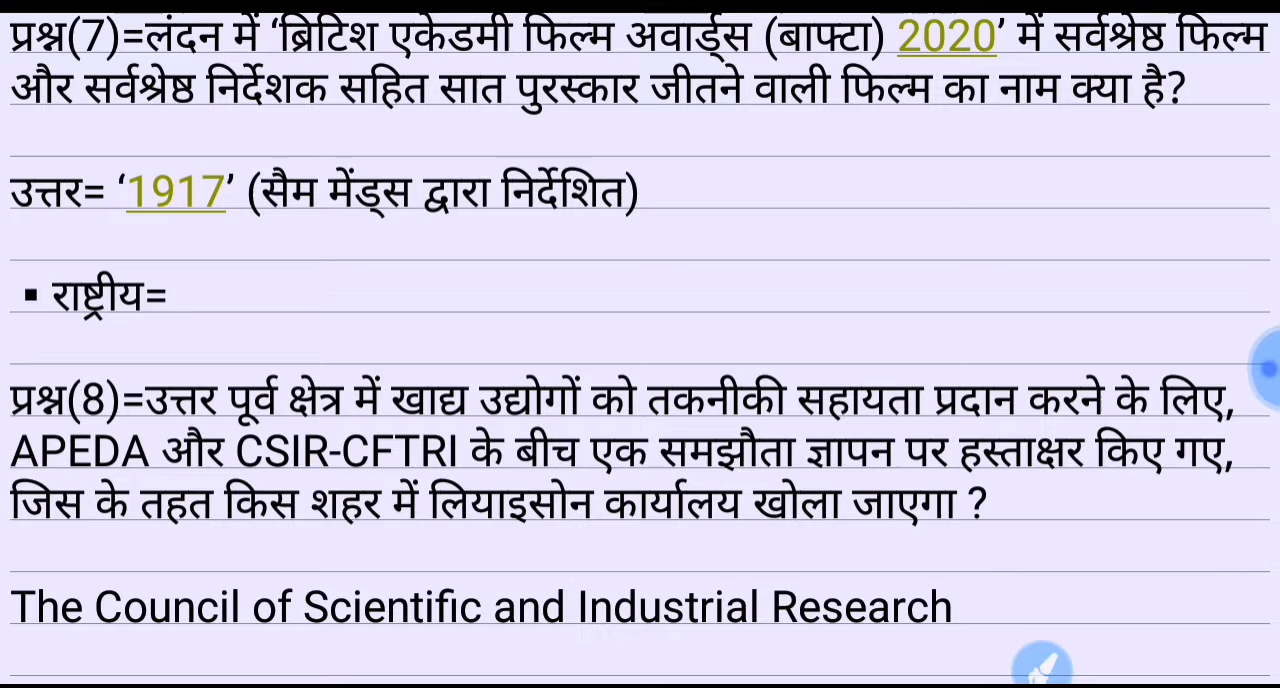 प्रश्न(7)=लंदन में ‘ब्रिटिश एकेडमी फिल्म अवार्ड्स (बाफ्टा) 2020’ में सर्वश्रेष्ठ फिल्म
और सर्वश्रेष्ठ निर्देशक सहित सात पुरस्कार जीतने वाली फिल्म का नाम क्या है?
उत्तर= ‘1917’ (सैम मेंड्स द्वारा निर्देशित)
▪ राष्ट्रीय=
प्रश्न(8)=उत्तर पूर्व क्षेत्र में खाद्य उद्योगों को तकनीकी सहायता प्रदान करने के लिए,
APEDA और CSIR-CFTRI के बीच एक समझौता ज्ञापन पर हस्ताक्षर किए गए,
जिस के तहत किस शहर में लियाइसोन कार्यालय खोला जाएगा ?
The Council of Scientific and Industrial Research